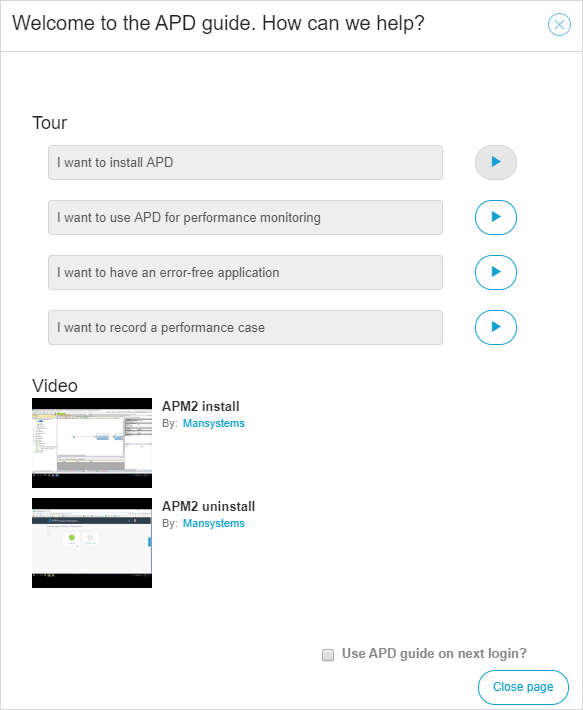 Welcome to the APD guide. How can we help?
Tour
I want to install APD
I want to use APD for performance monitoring
I want to have an error-free application
I want to record a performance case
Video
APM2 install
By: Mansystems
APM2 uninstall
By: Mansystems
Use APD guide on next login?
Close page